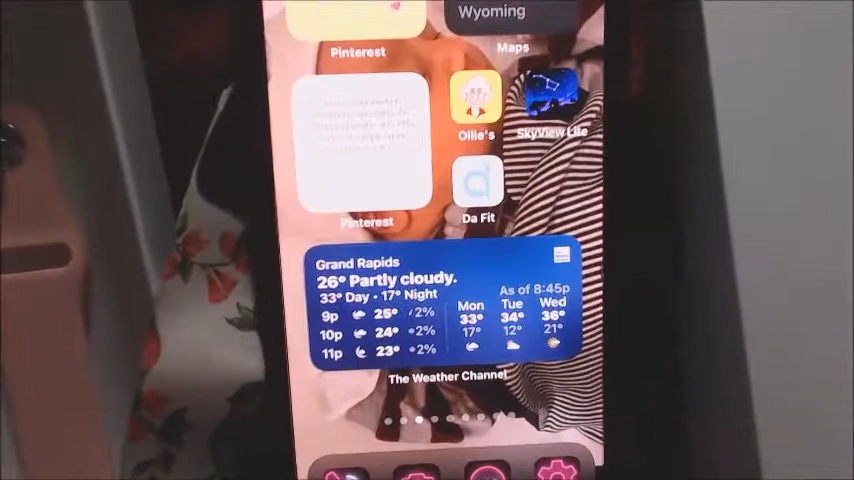 Wyoming
Pinterest
Maps
Ollie's
SkyView Lite
Pinterest
Da Fit
Grand Rapids
26° Partly cloudy.
33° Day • 17° Night
As of 8:45p
9p 25° 2%
10p 24° 2%
11p 23° 2%
Mon Tue Wed
33° 34° 36°
17° 12° 21°
The Weather Channel